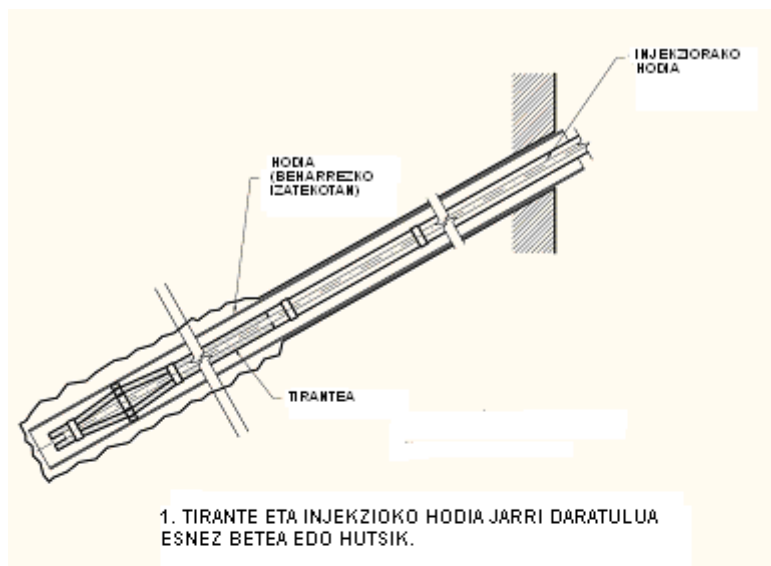 INJEKZIORAKO
HODIA
HODIA
(BEHARREZKO
IZATEKOTAN)
TIRANTEA
1. TIRANTE ETA INJEKZIOKO HODIA JARRI DARATULUA
ESNEZ BETEA EDO HUTSIK.